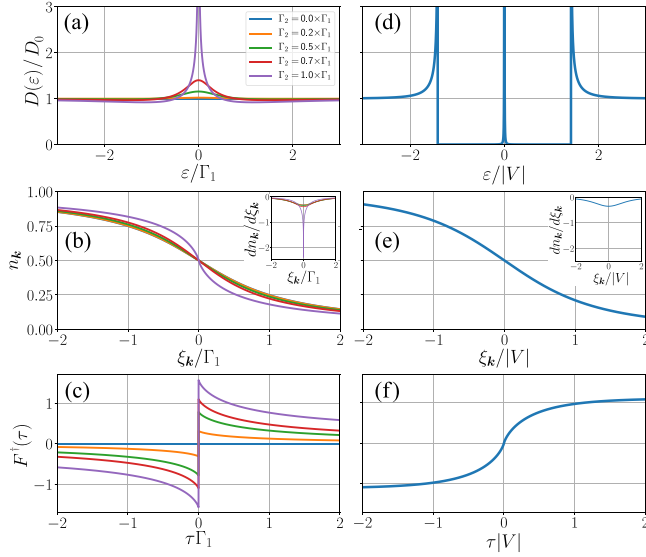 (a)
D(ε)/D₀
3
2
1
0
−2
0
2
ε/Γ₁
Γ₂ = 0.0×Γ₁
Γ₂ = 0.2×Γ₁
Γ₂ = 0.5×Γ₁
Γ₂ = 0.7×Γ₁
Γ₂ = 1.0×Γ₁
(d)
−2
0
2
ε/|V|
(b)
n_k
1.00
0.75
0.50
0.25
0.00
−2
−1
0
1
2
ξ_k/Γ₁
dn_k/dξ_k
0
−1
−2
−2
0
2
ξ_k/Γ₁
(e)
−2
−1
0
1
2
ξ_k/|V|
dn_k/dξ_k
0
−1
−2
−2
0
2
ξ_k/|V|
(c)
F†(τ)
1
0
−1
−2
−1
0
1
2
τΓ₁
(f)
−2
−1
0
1
2
τ|V|